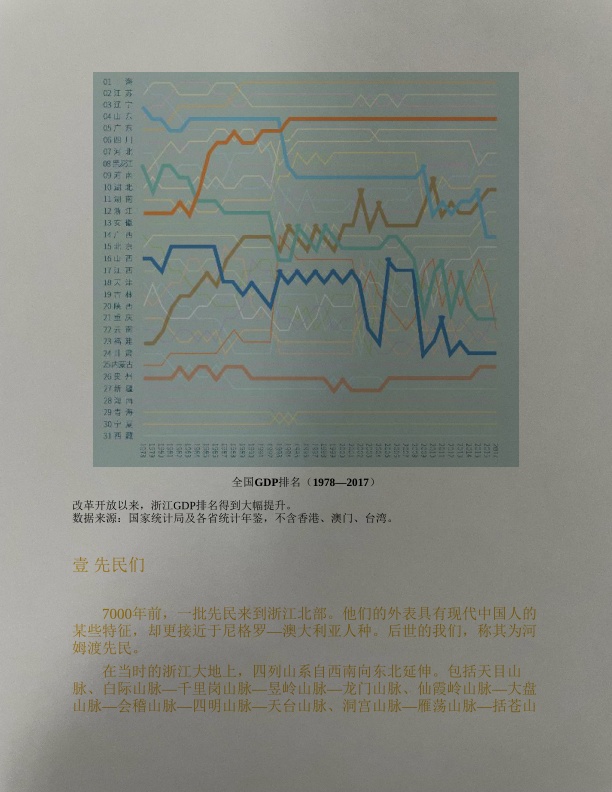 02 江 苏
03 辽 宁
04 山 东
05 广 东
06 四 川
07 河 北
08 黑龙江
09 河 南
10 湖 北
11 湖 南
12 浙 江
13 安 徽
14 广 西
15 北 京
16 山 西
17 江 西
18 天 津
19 吉 林
20 陕 西
21 重 庆
22 云 南
23 福 建
24 甘 肃
25 内蒙古
26 贵 州
27 新 疆
28 海 南
29 青 海
30 宁 夏
31 西 藏
全国GDP排名（1978—2017）
改革开放以来，浙江GDP排名得到大幅提升。
数据来源：国家统计局及各省统计年鉴，不含香港、澳门、台湾。
壹 先民们
7000年前，一批先民来到浙江北部。他们的外表具有现代中国人的
某些特征，却更接近于尼格罗—澳大利亚人种。后世的我们，称其为河
姆渡先民。
在当时的浙江大地上，四列山系自西南向东北延伸。包括天目山
脉、白际山脉—千里岗山脉—昱岭山脉—龙门山脉、仙霞岭山脉—大盘
山脉—会稽山脉—四明山脉—天台山脉、洞宫山脉—雁荡山脉—括苍山